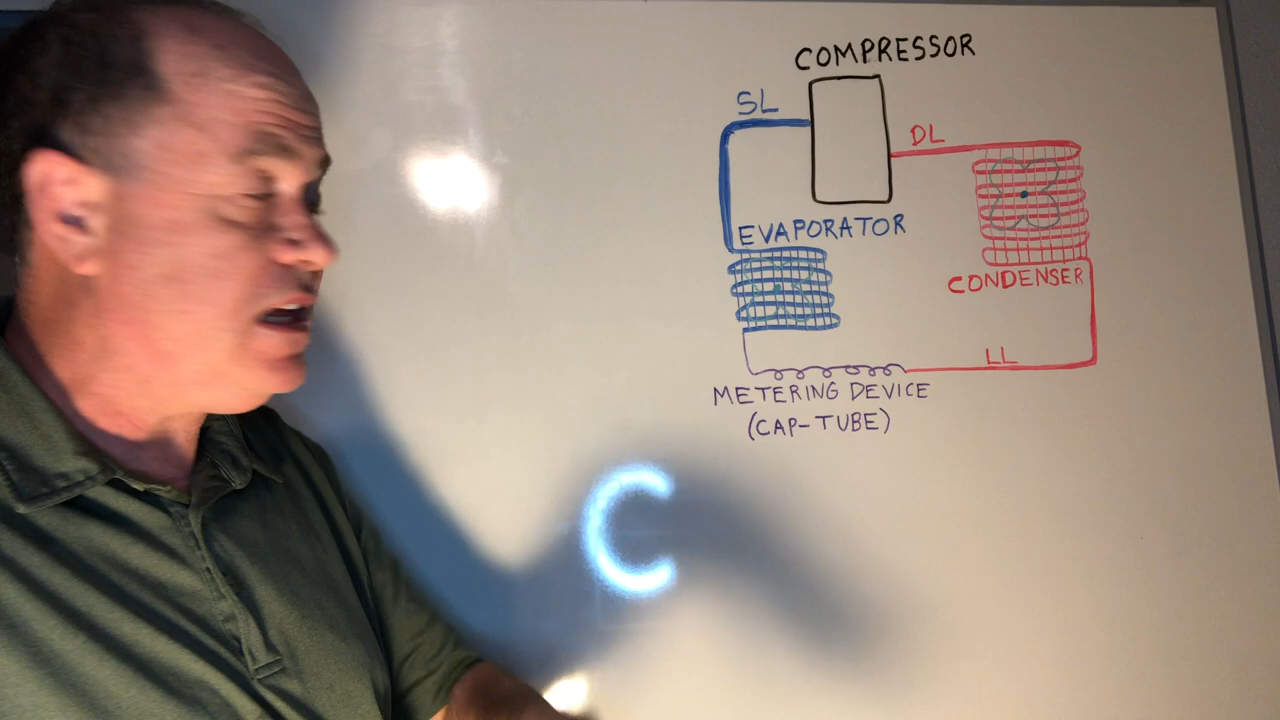 COMPRESSOR
SL
DL
EVAPORATOR
CONDENSER
LL
METERING DEVICE
(CAP-TUBE)